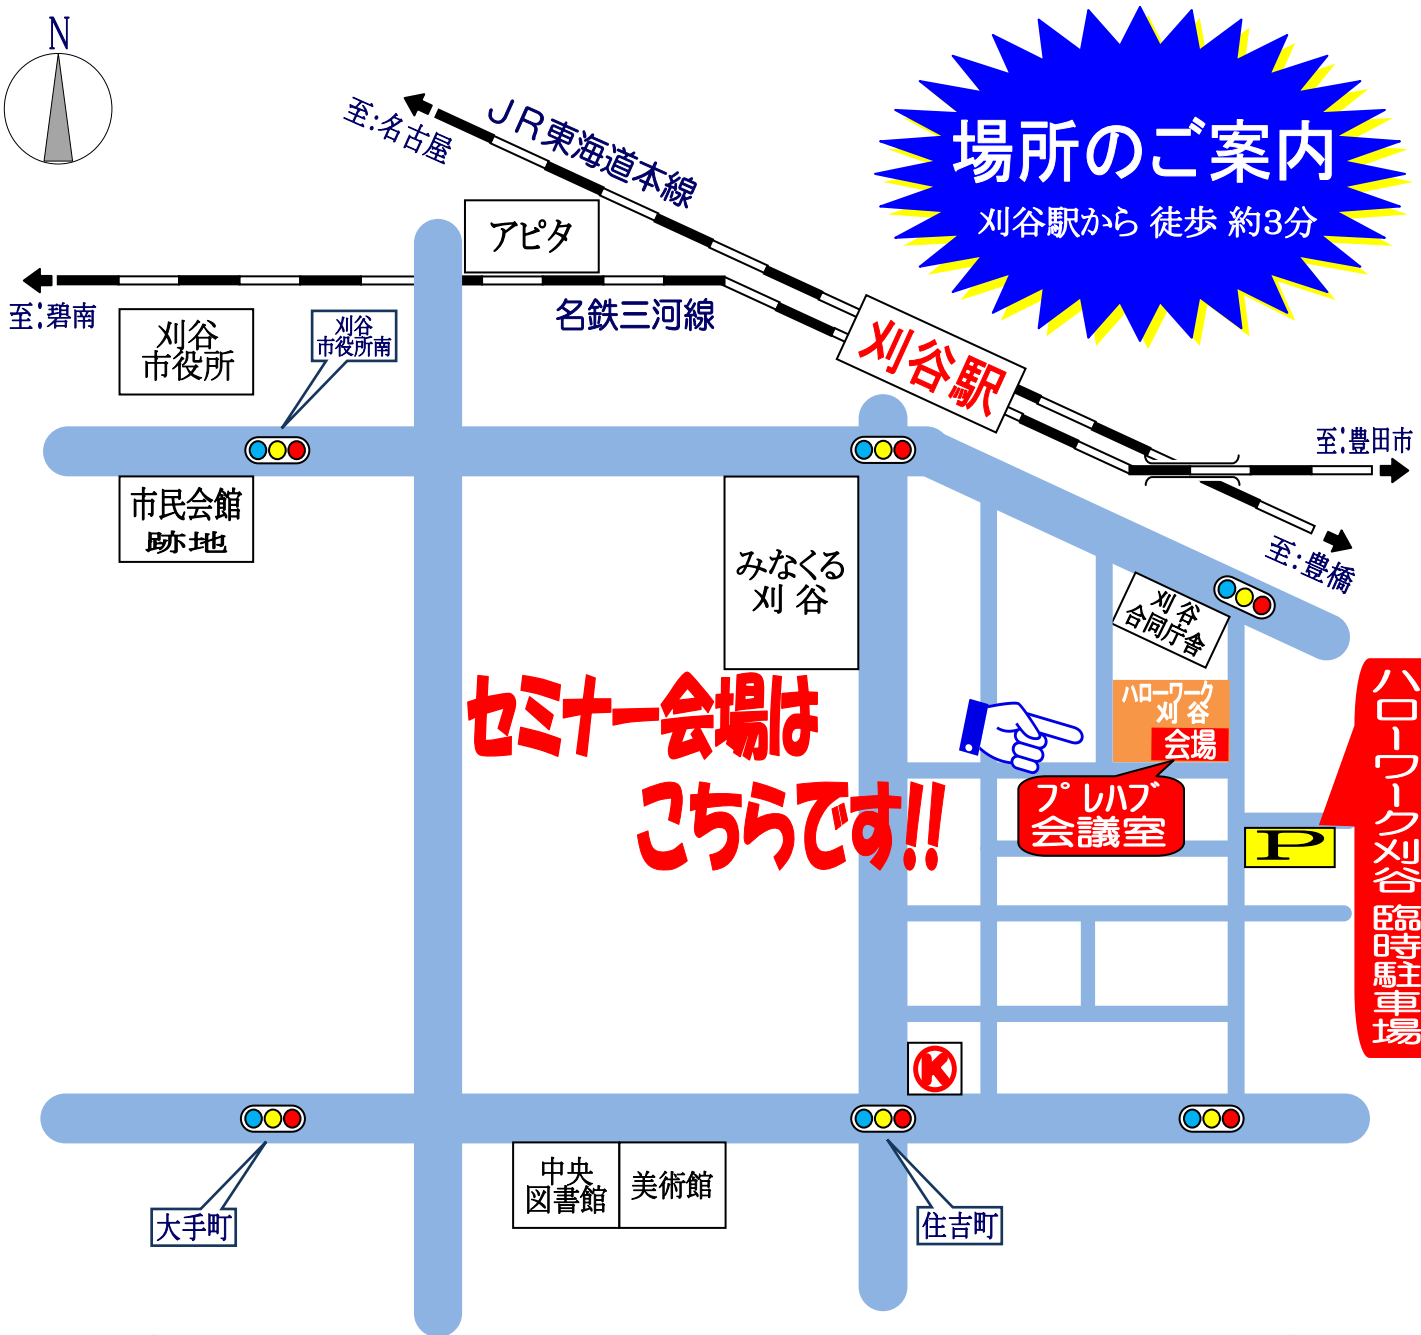 N
場所のご案内
刈谷駅から 徒歩 約3分
至:名古屋
JR東海道本線
アピタ
至:碧南
名鉄三河線
刈谷
市役所
刈谷
市役所南
刈谷駅
至:豊田市
至:豊橋
市民会館
跡地
みなくる
刈谷
刈谷
合同庁舎
ハローワーク
刈谷
会場
セミナー会場は
こちらです!!
プレハブ
会議室
P
ハローワーク刈谷 臨時駐車場
K
中央
図書館
美術館
大手町
住吉町